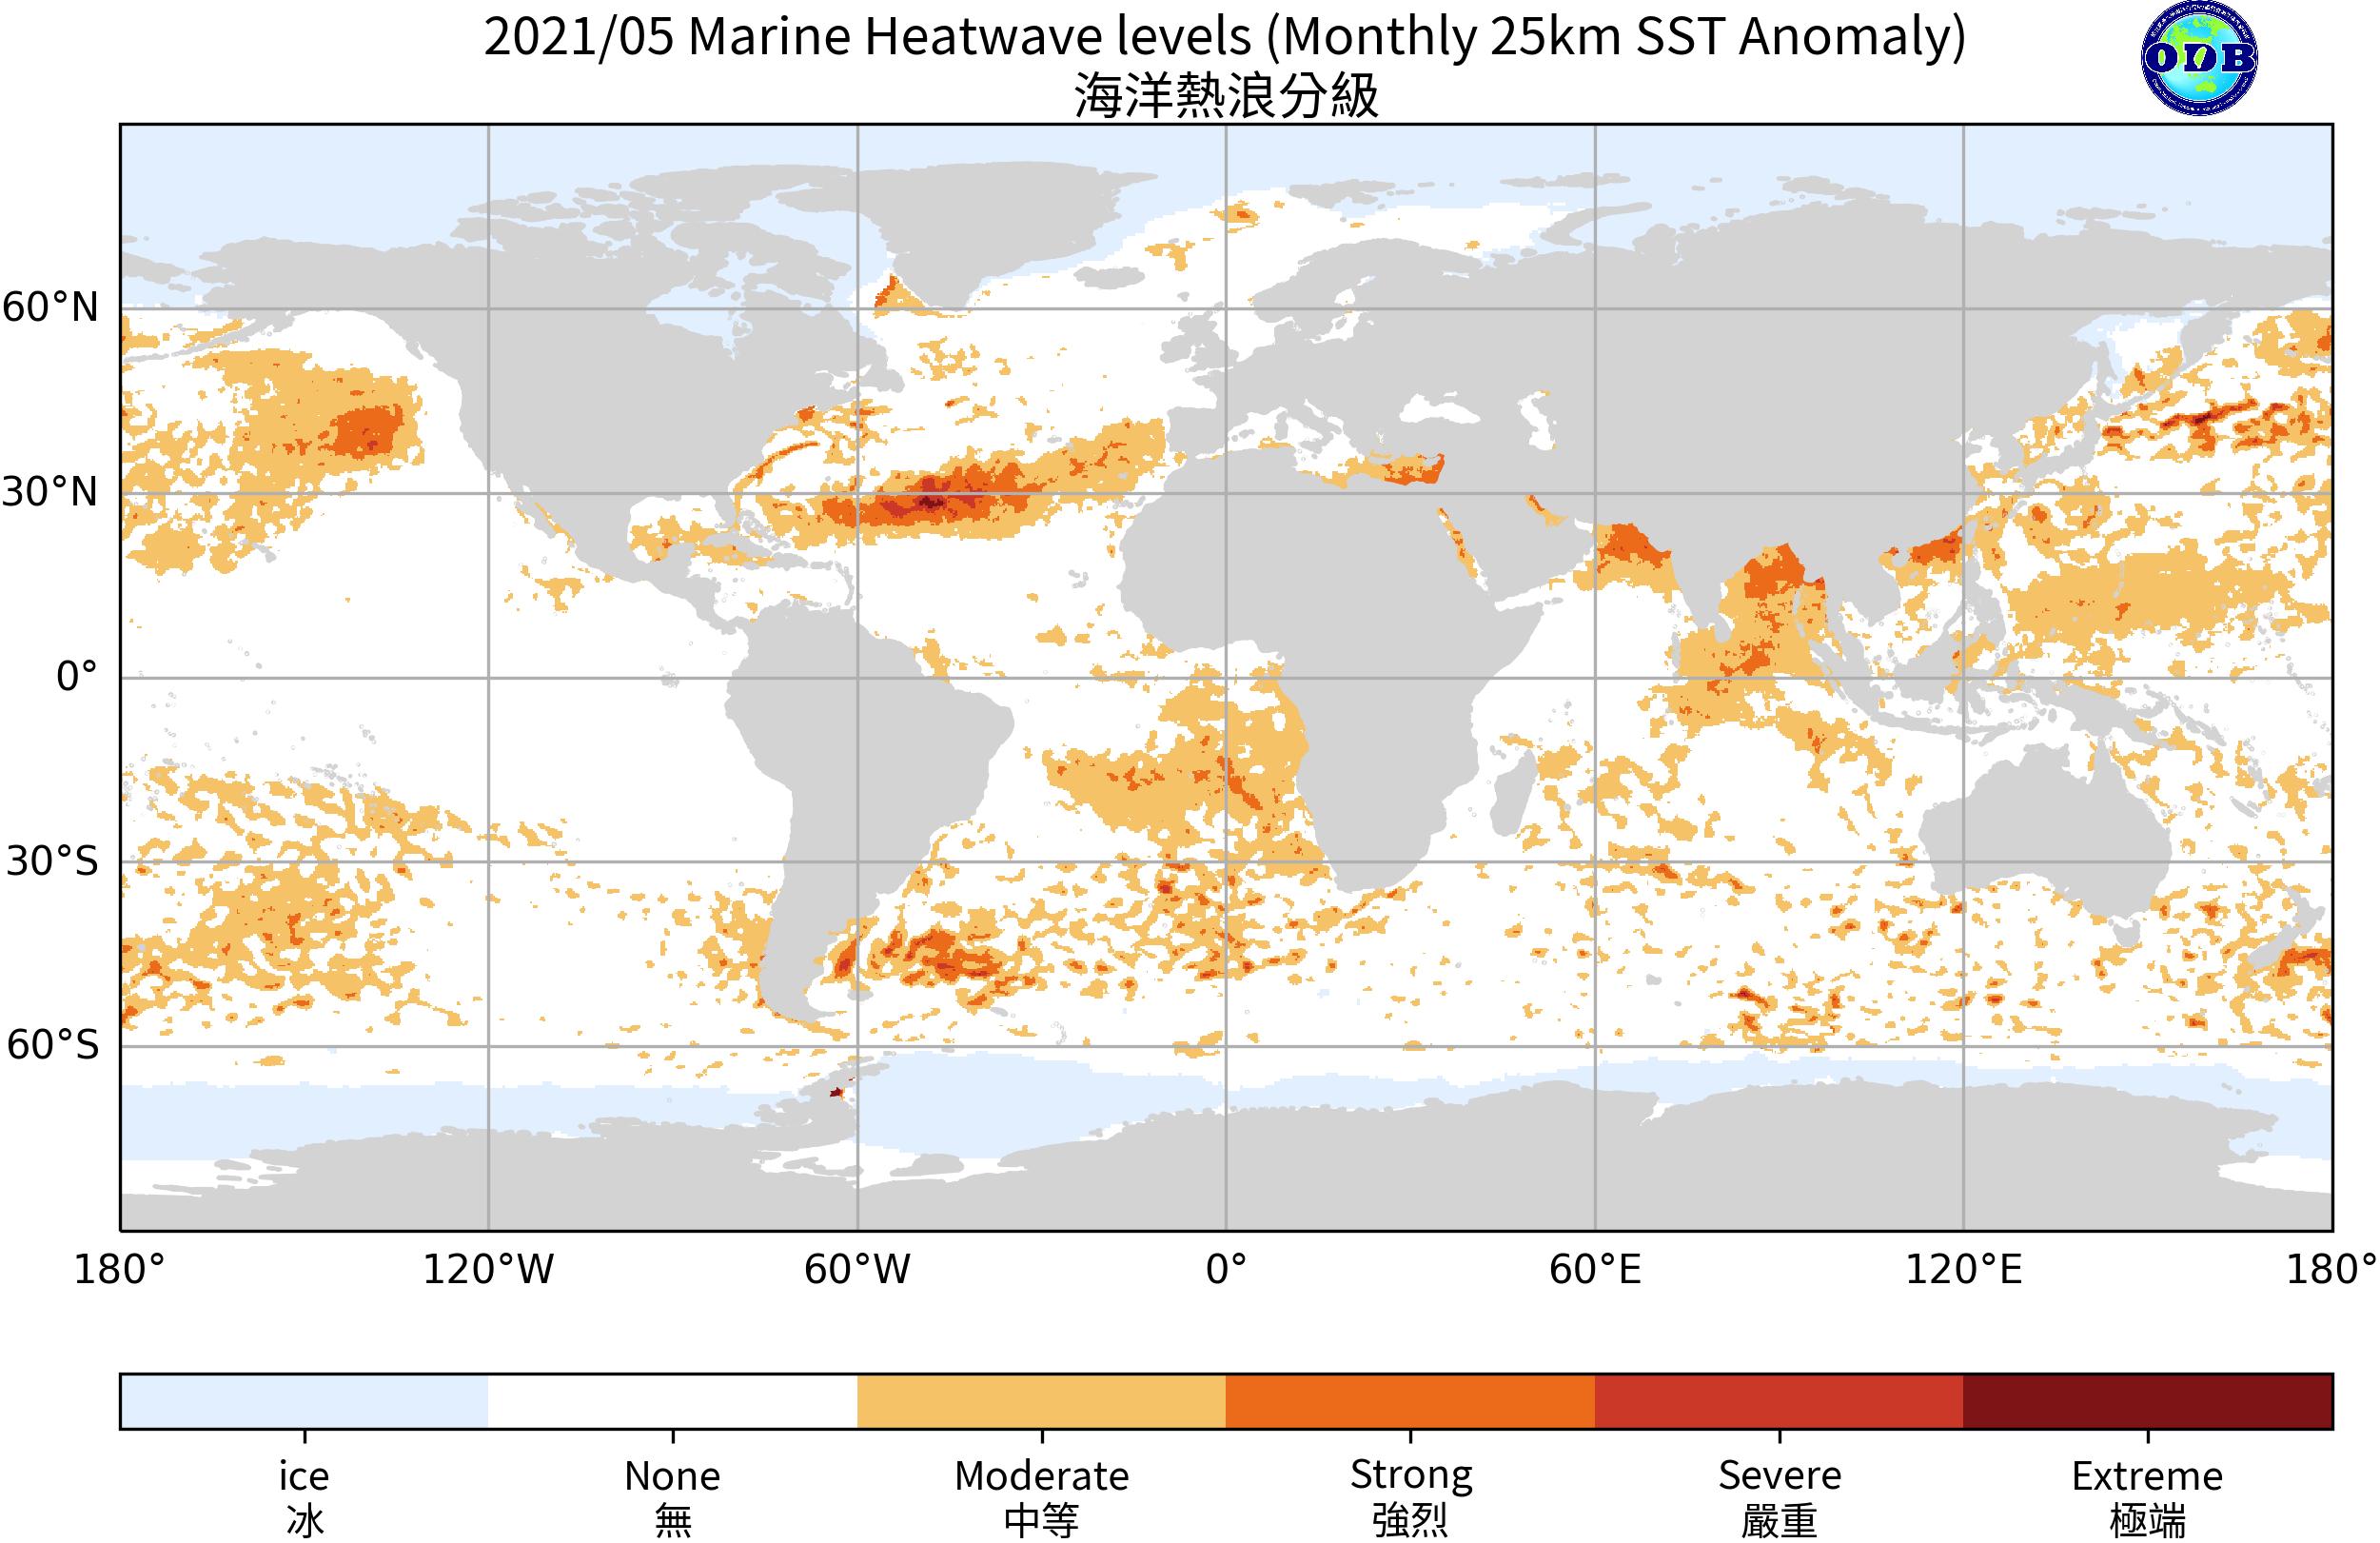 2021/05 Marine Heatwave levels (Monthly 25km SST Anomaly)
海洋熱浪分級
ODB
60°N
30°N
0°
30°S
60°S
180° 120°W 60°W 0° 60°E 120°E 180°
ice None Moderate Strong Severe Extreme
冰 無 中等 強烈 嚴重 極端